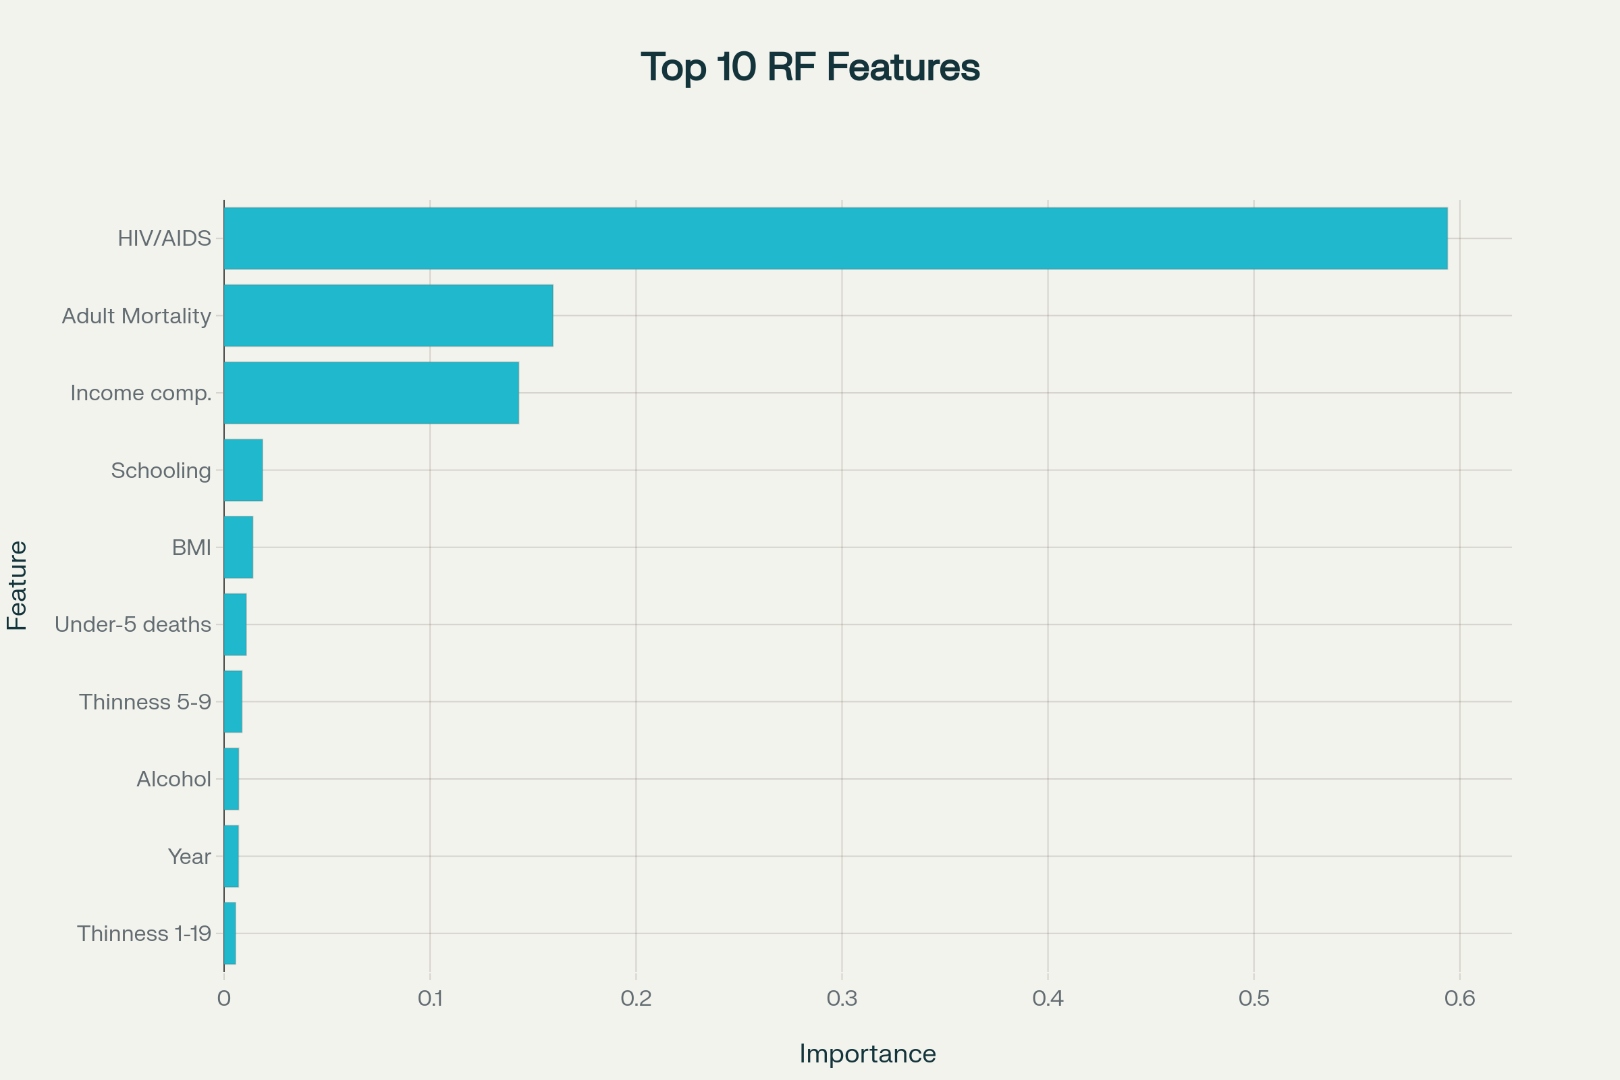 Top 10 RF Features
Feature
HIV/AIDS
Adult Mortality
Income comp.
Schooling
BMI
Under-5 deaths
Thinness 5-9
Alcohol
Year
Thinness 1-19
0 0.1 0.2 0.3 0.4 0.5 0.6
Importance